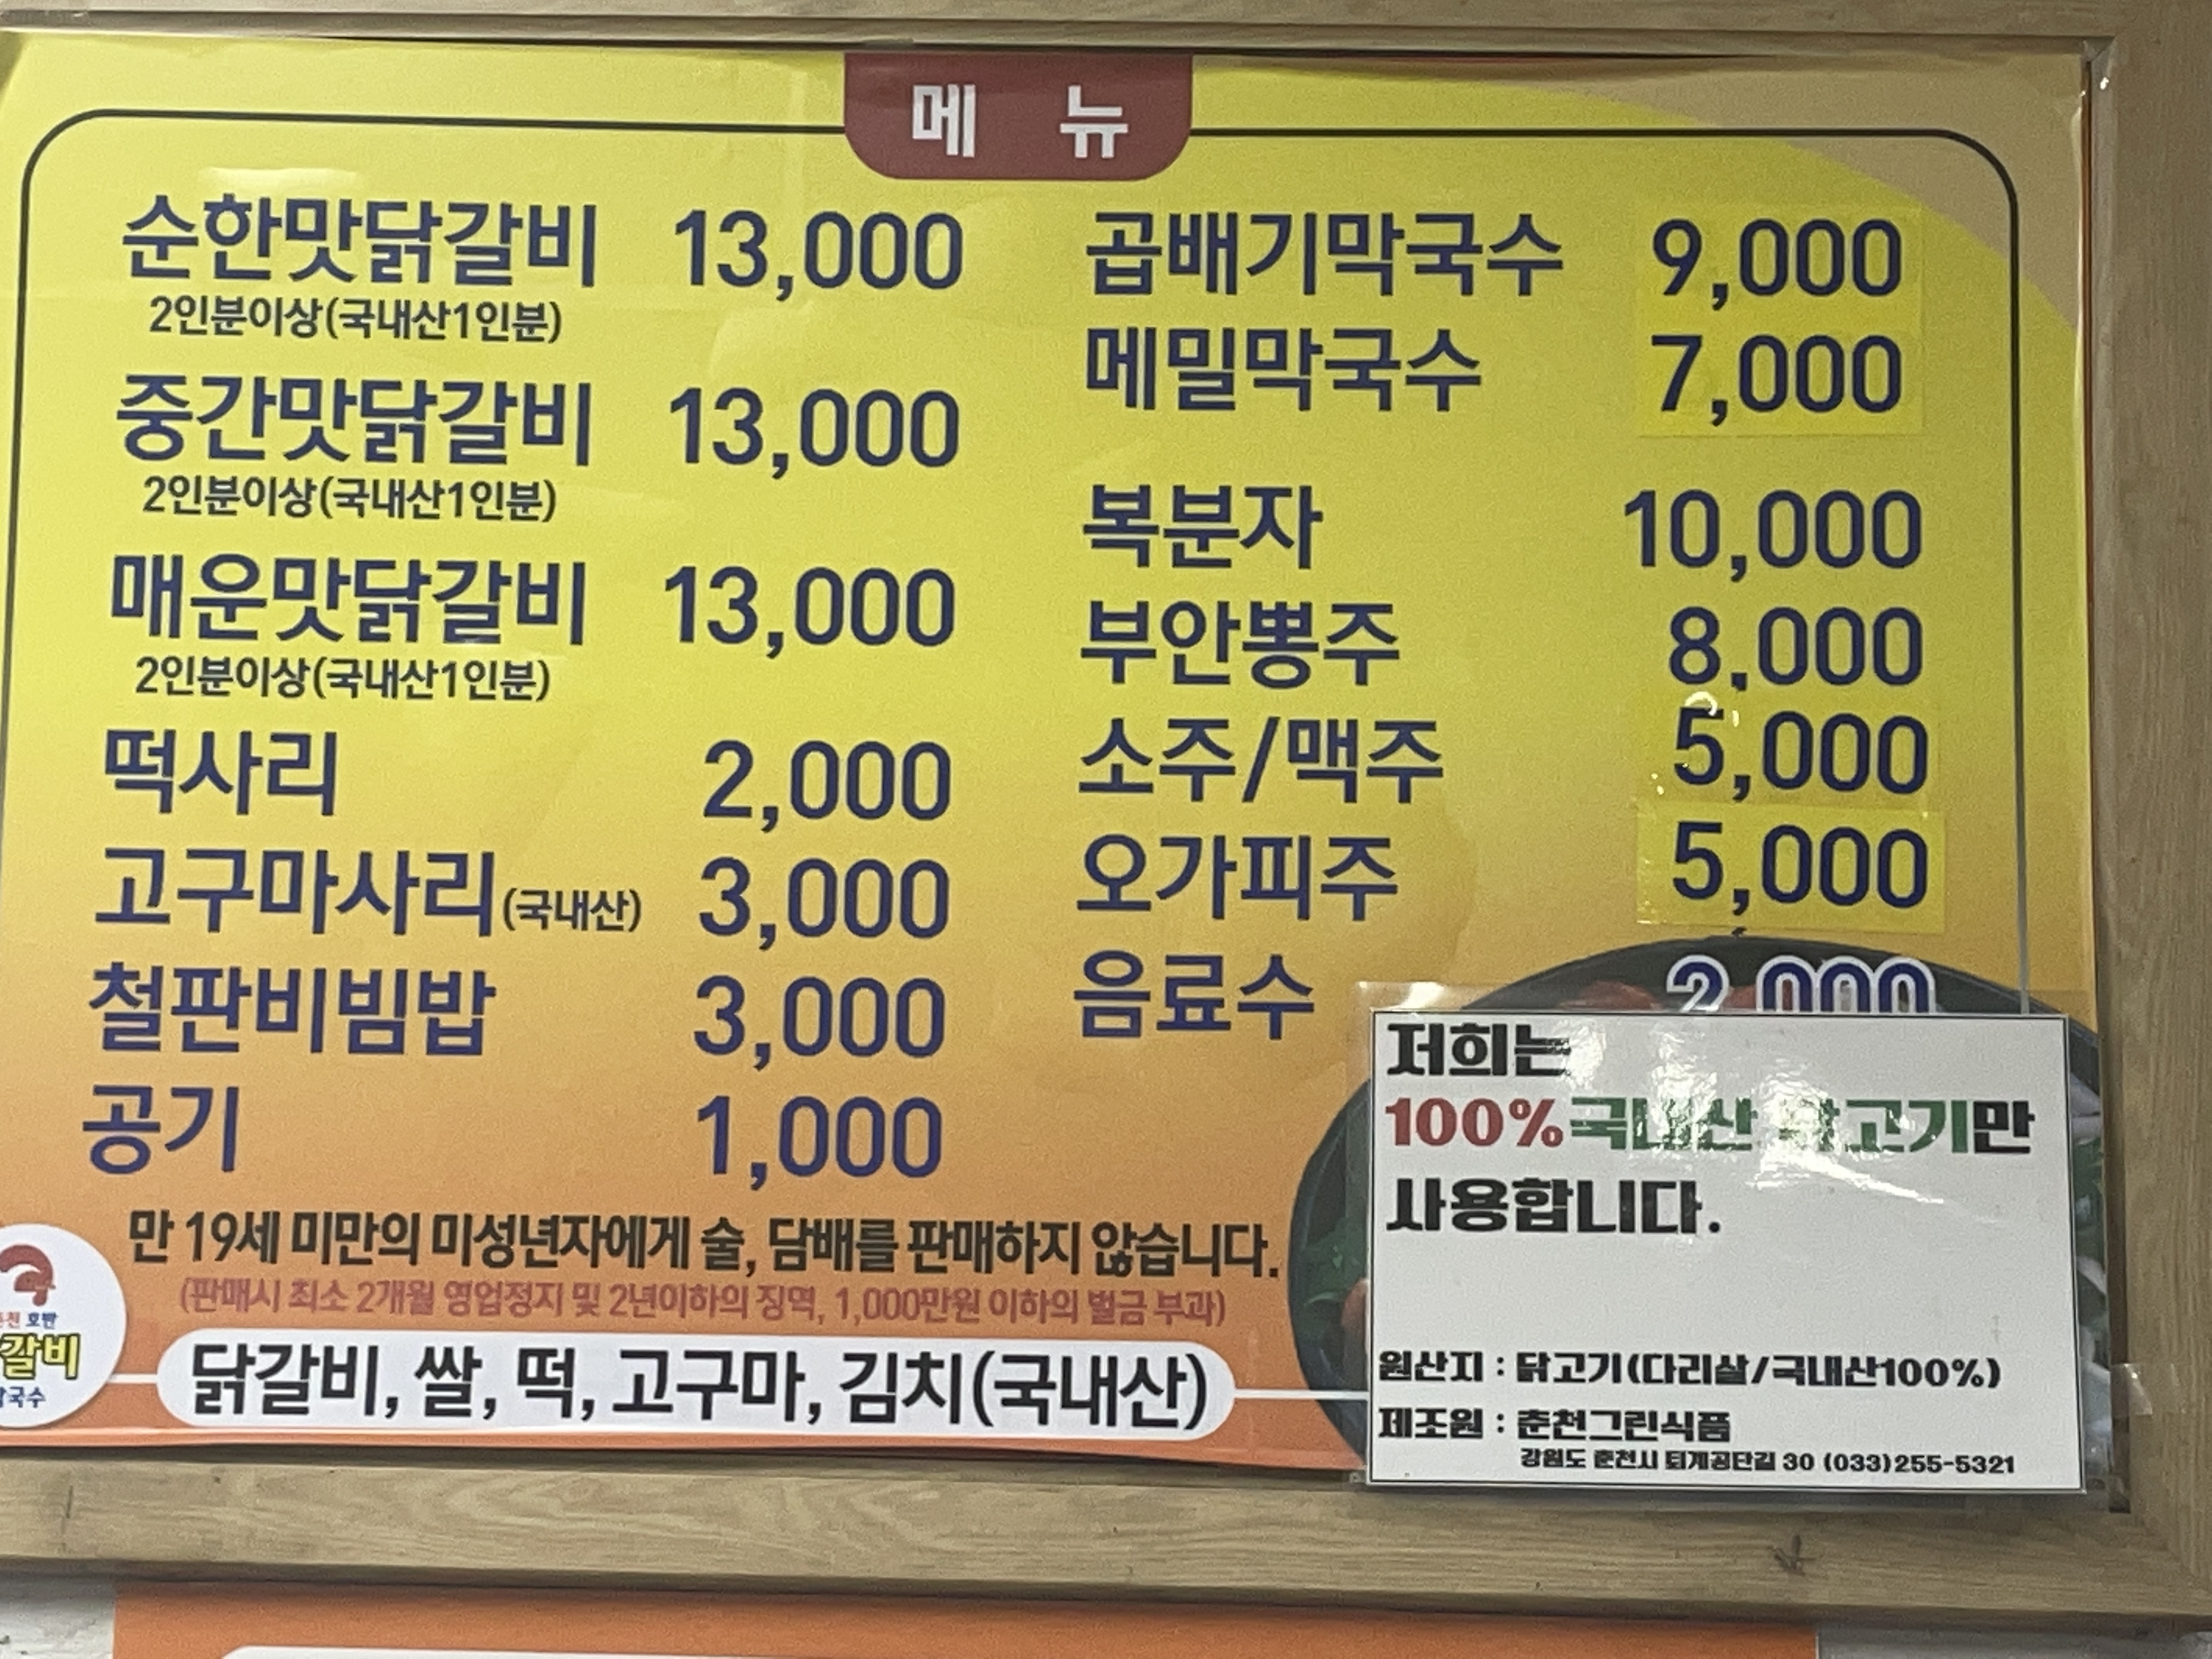 메 뉴
순한맛닭갈비 13,000
2인분이상(국내산1인분)
중간맛닭갈비 13,000
2인분이상(국내산1인분)
매운맛닭갈비 13,000
2인분이상(국내산1인분)
떡사리 2,000
고구마사리(국내산) 3,000
철판비빔밥 3,000
공기 1,000
곱배기막국수 9,000
메밀막국수 7,000
복분자 10,000
부안뽕주 8,000
소주/맥주 5,000
오가피주 5,000
음료수 2,000
만 19세 미만의 미성년자에게 술, 담배를 판매하지 않습니다.
(판매시 최소 2개월 영업정지 및 2년이하의 징역, 1,000만원 이하의 벌금 부과)
호반
갈비
국수
닭갈비, 쌀, 떡, 고구마, 김치(국내산)
저희는
100%국내산 닭고기만
사용합니다.
원산지 : 닭고기(다리살/국내산100%)
제조원 : 춘천그린식품
강원도 춘천시 퇴계공단길 30 (033)255-5321